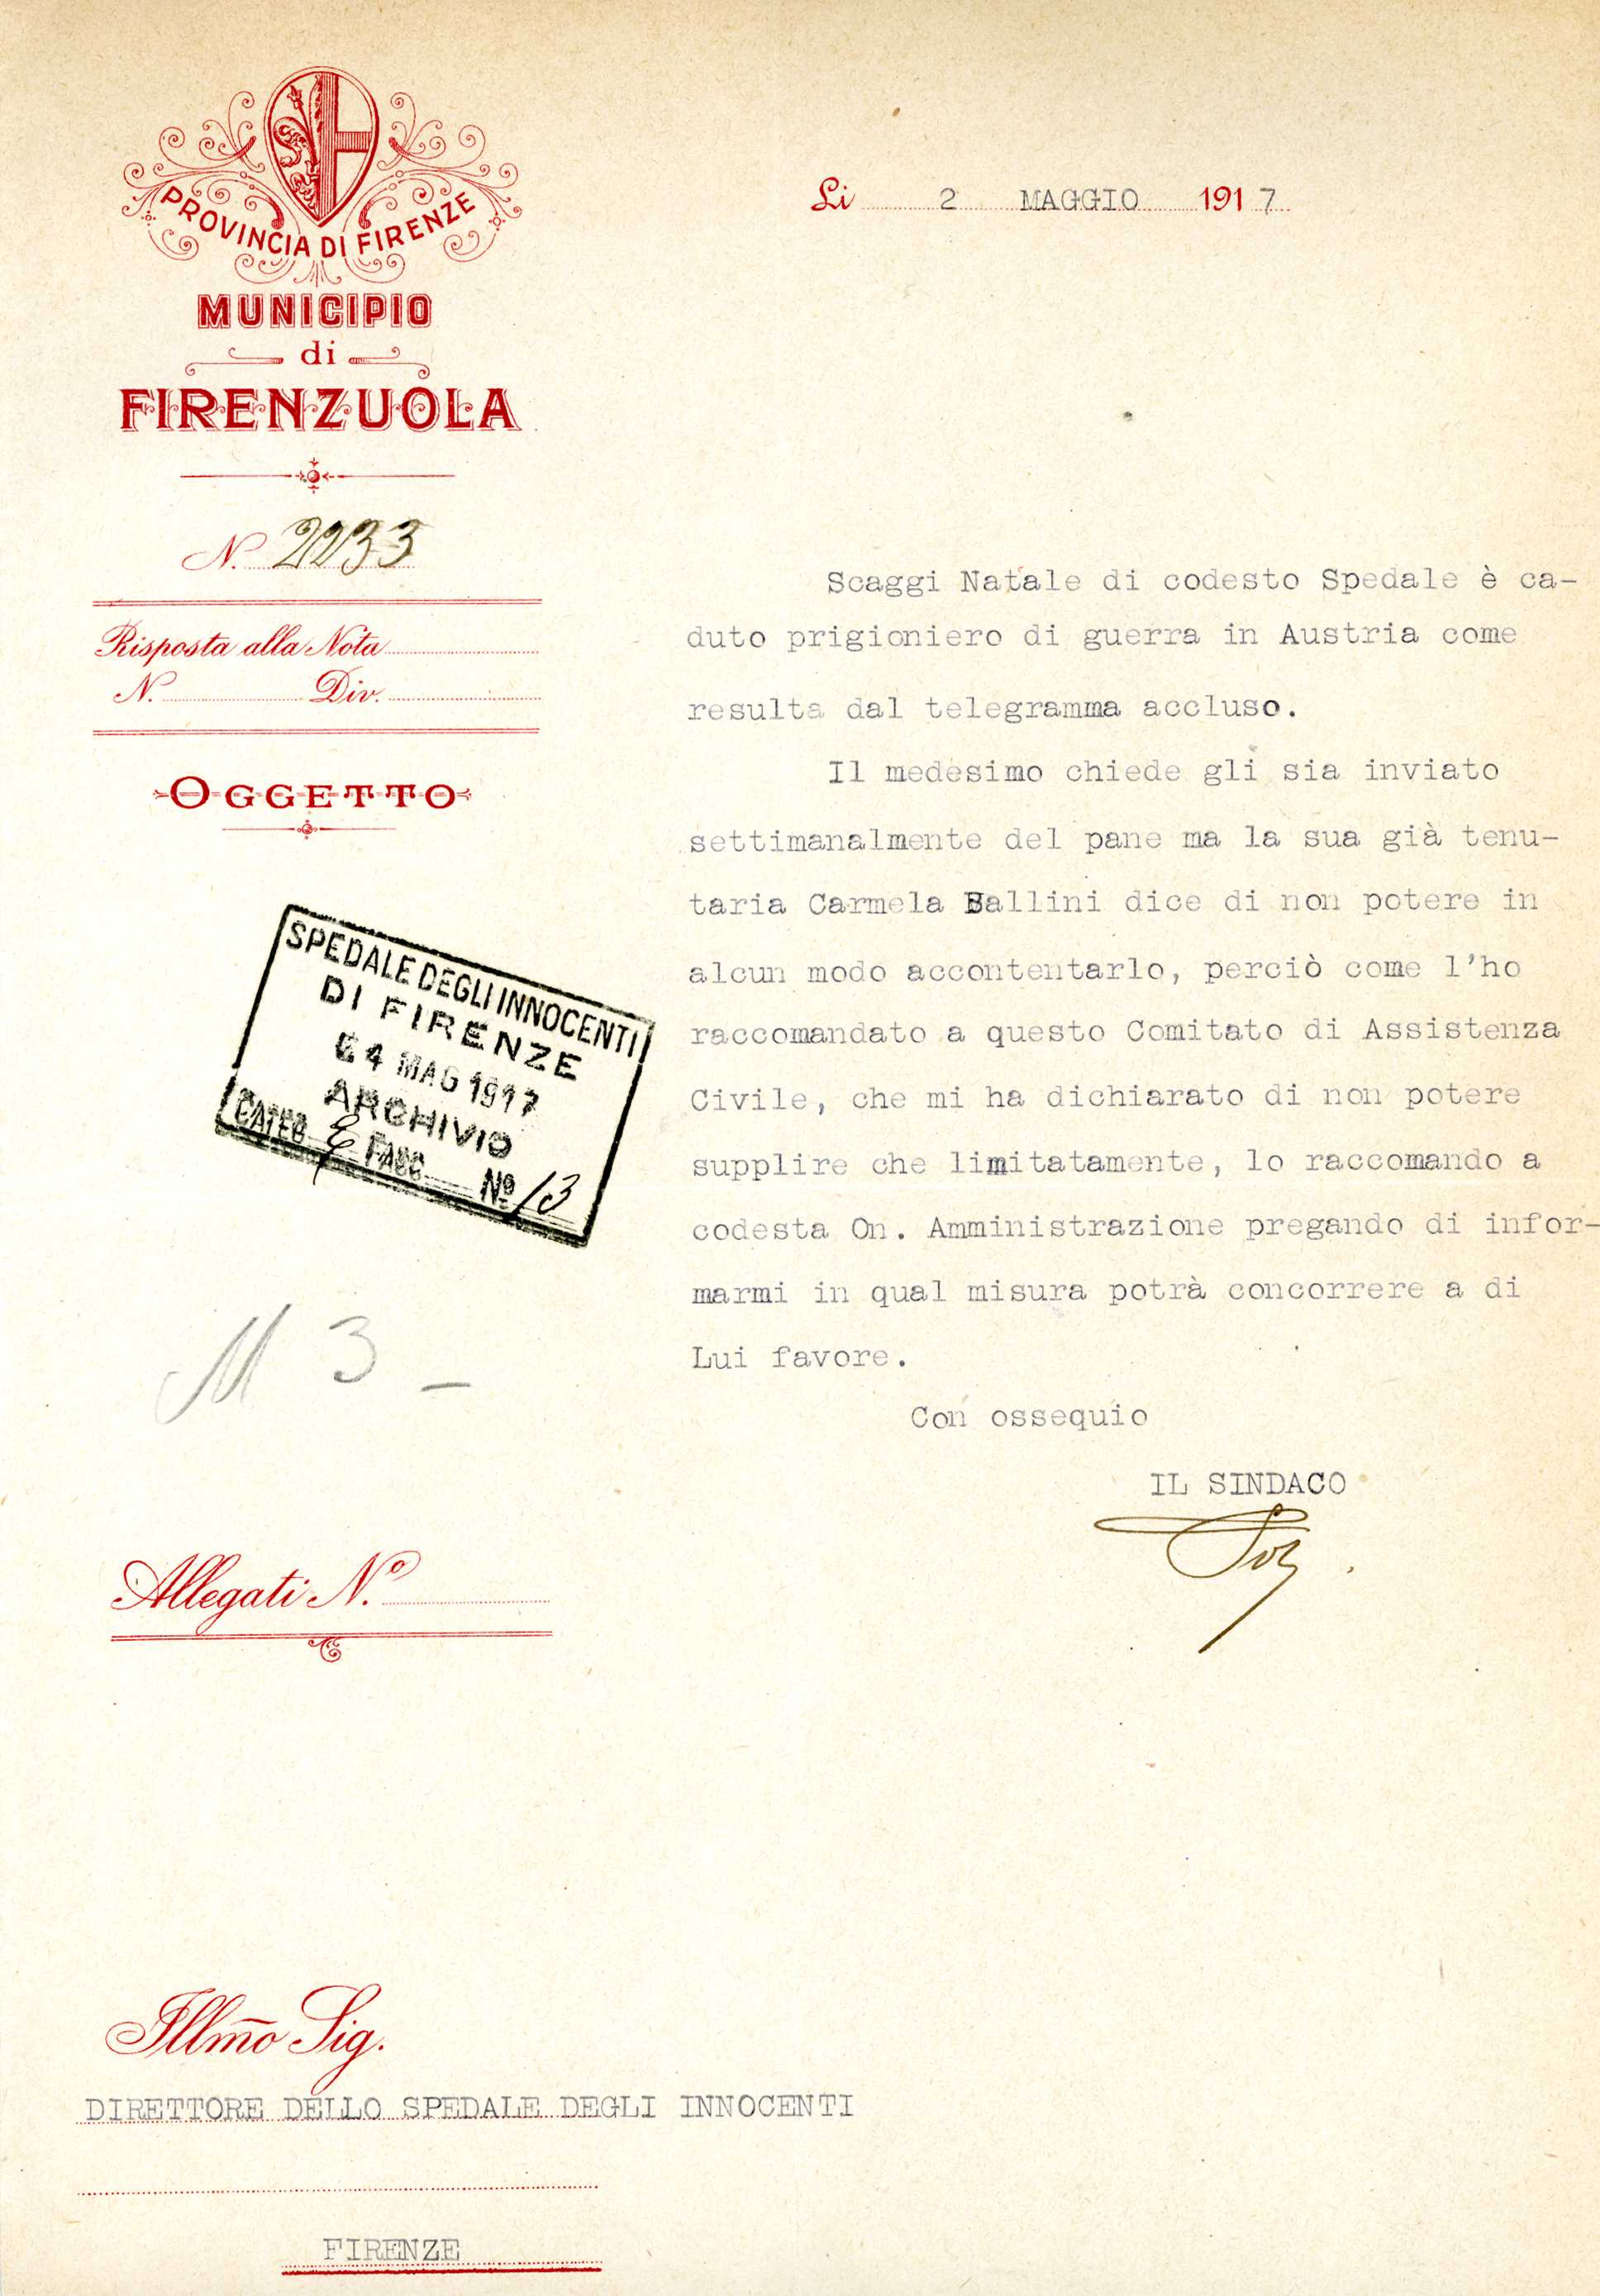 PROVINCIA DI FIRENZE
MUNICIPIO
di
FIRENZUOLA
N. 2233
Risposta alla Nota
N. Div.
OGGETTO
SPEDALE DEGLI INNOCENTI
DI FIRENZE
4 MAG 1917
ARCHIVIO
CATEG. FASC. Nº 13
M 3 -
Allegati N.º
Li 2 MAGGIO 1917
Scaggi Natale di codesto Spedale è ca-
duto prigioniero di guerra in Austria come
resulta dal telegramma accluso.
Il medesimo chiede gli sia inviato
settimanalmente del pane ma la sua già tenu-
taria Carmela Ballini dice di non potere in
alcun modo accontentarlo, perciò come l'ho
raccomandato a questo Comitato di Assistenza
Civile, che mi ha dichiarato di non potere
supplire che limitatamente, lo raccomando a
codesta On. Amministrazione pregando di infor-
marmi in qual misura potrà concorrere a di
Lui favore.
Con ossequio
IL SINDACO
Illm̃o Sig.
DIRETTORE DELLO SPEDALE DEGLI INNOCENTI
FIRENZE